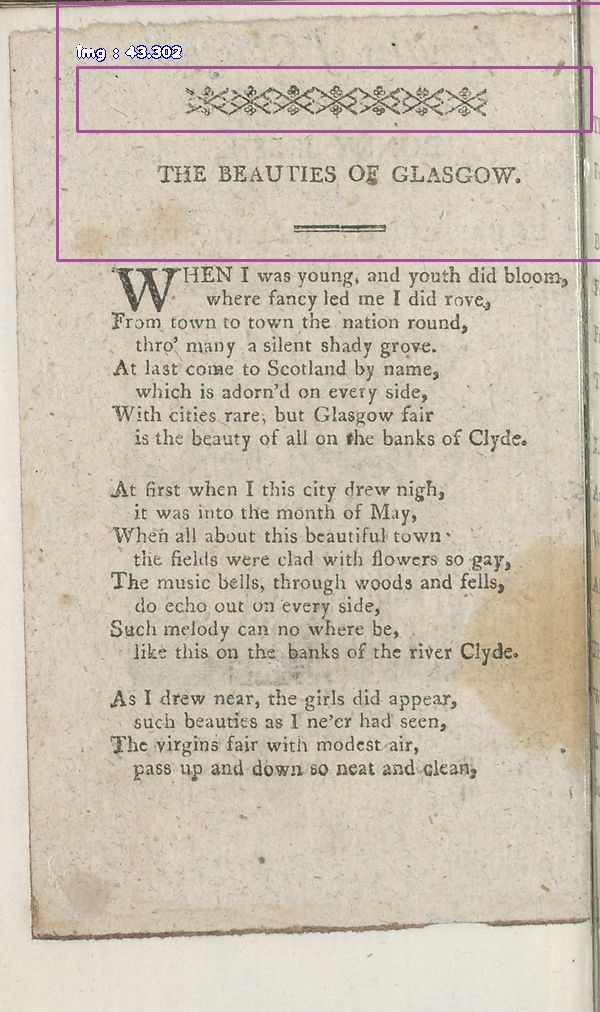 img : 43.302
THE BEAUTIES OF GLASGOW.
WHEN I was young, and youth did bloom,
where fancy led me I did rove,
From town to town the nation round,
thro' many a silent shady grove.
At last come to Scotland by name,
which is adorn'd on every side,
With cities rare, but Glasgow fair
is the beauty of all on the banks of Clyde.
At first when I this city drew nigh,
it was into the month of May,
When all about this beautiful town
the fields were clad with flowers so gay,
The music bells, through woods and fells,
do echo out on every side,
Such melody can no where be,
like this on the banks of the river Clyde.
As I drew near, the girls did appear,
such beauties as I ne'er had seen,
The virgins fair with modest air,
pass up and down so neat and clean,